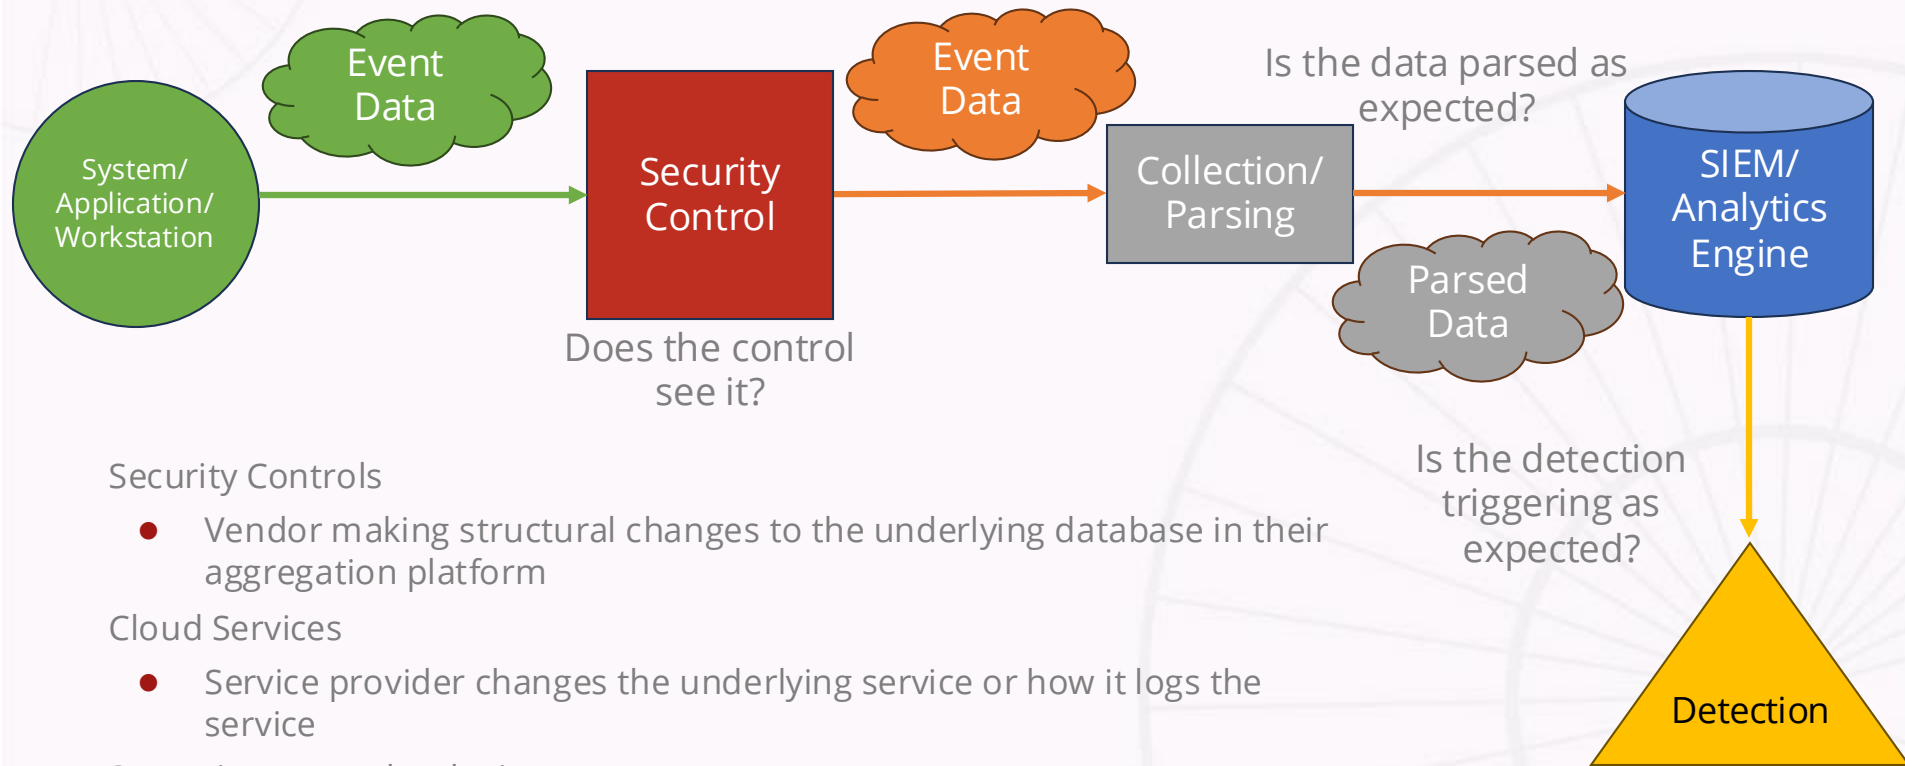 Event
Data
Event
Data
Is the data parsed as
expected?
System/
Application/
Workstation
Security
Control
Collection/
Parsing
SIEM/
Analytics
Engine
Parsed
Data
Does the control
see it?
Is the detection
triggering as
expected?
Detection
Security Controls
● Vendor making structural changes to the underlying database in their
aggregation platform
Cloud Services
● Service provider changes the underlying service or how it logs the
service